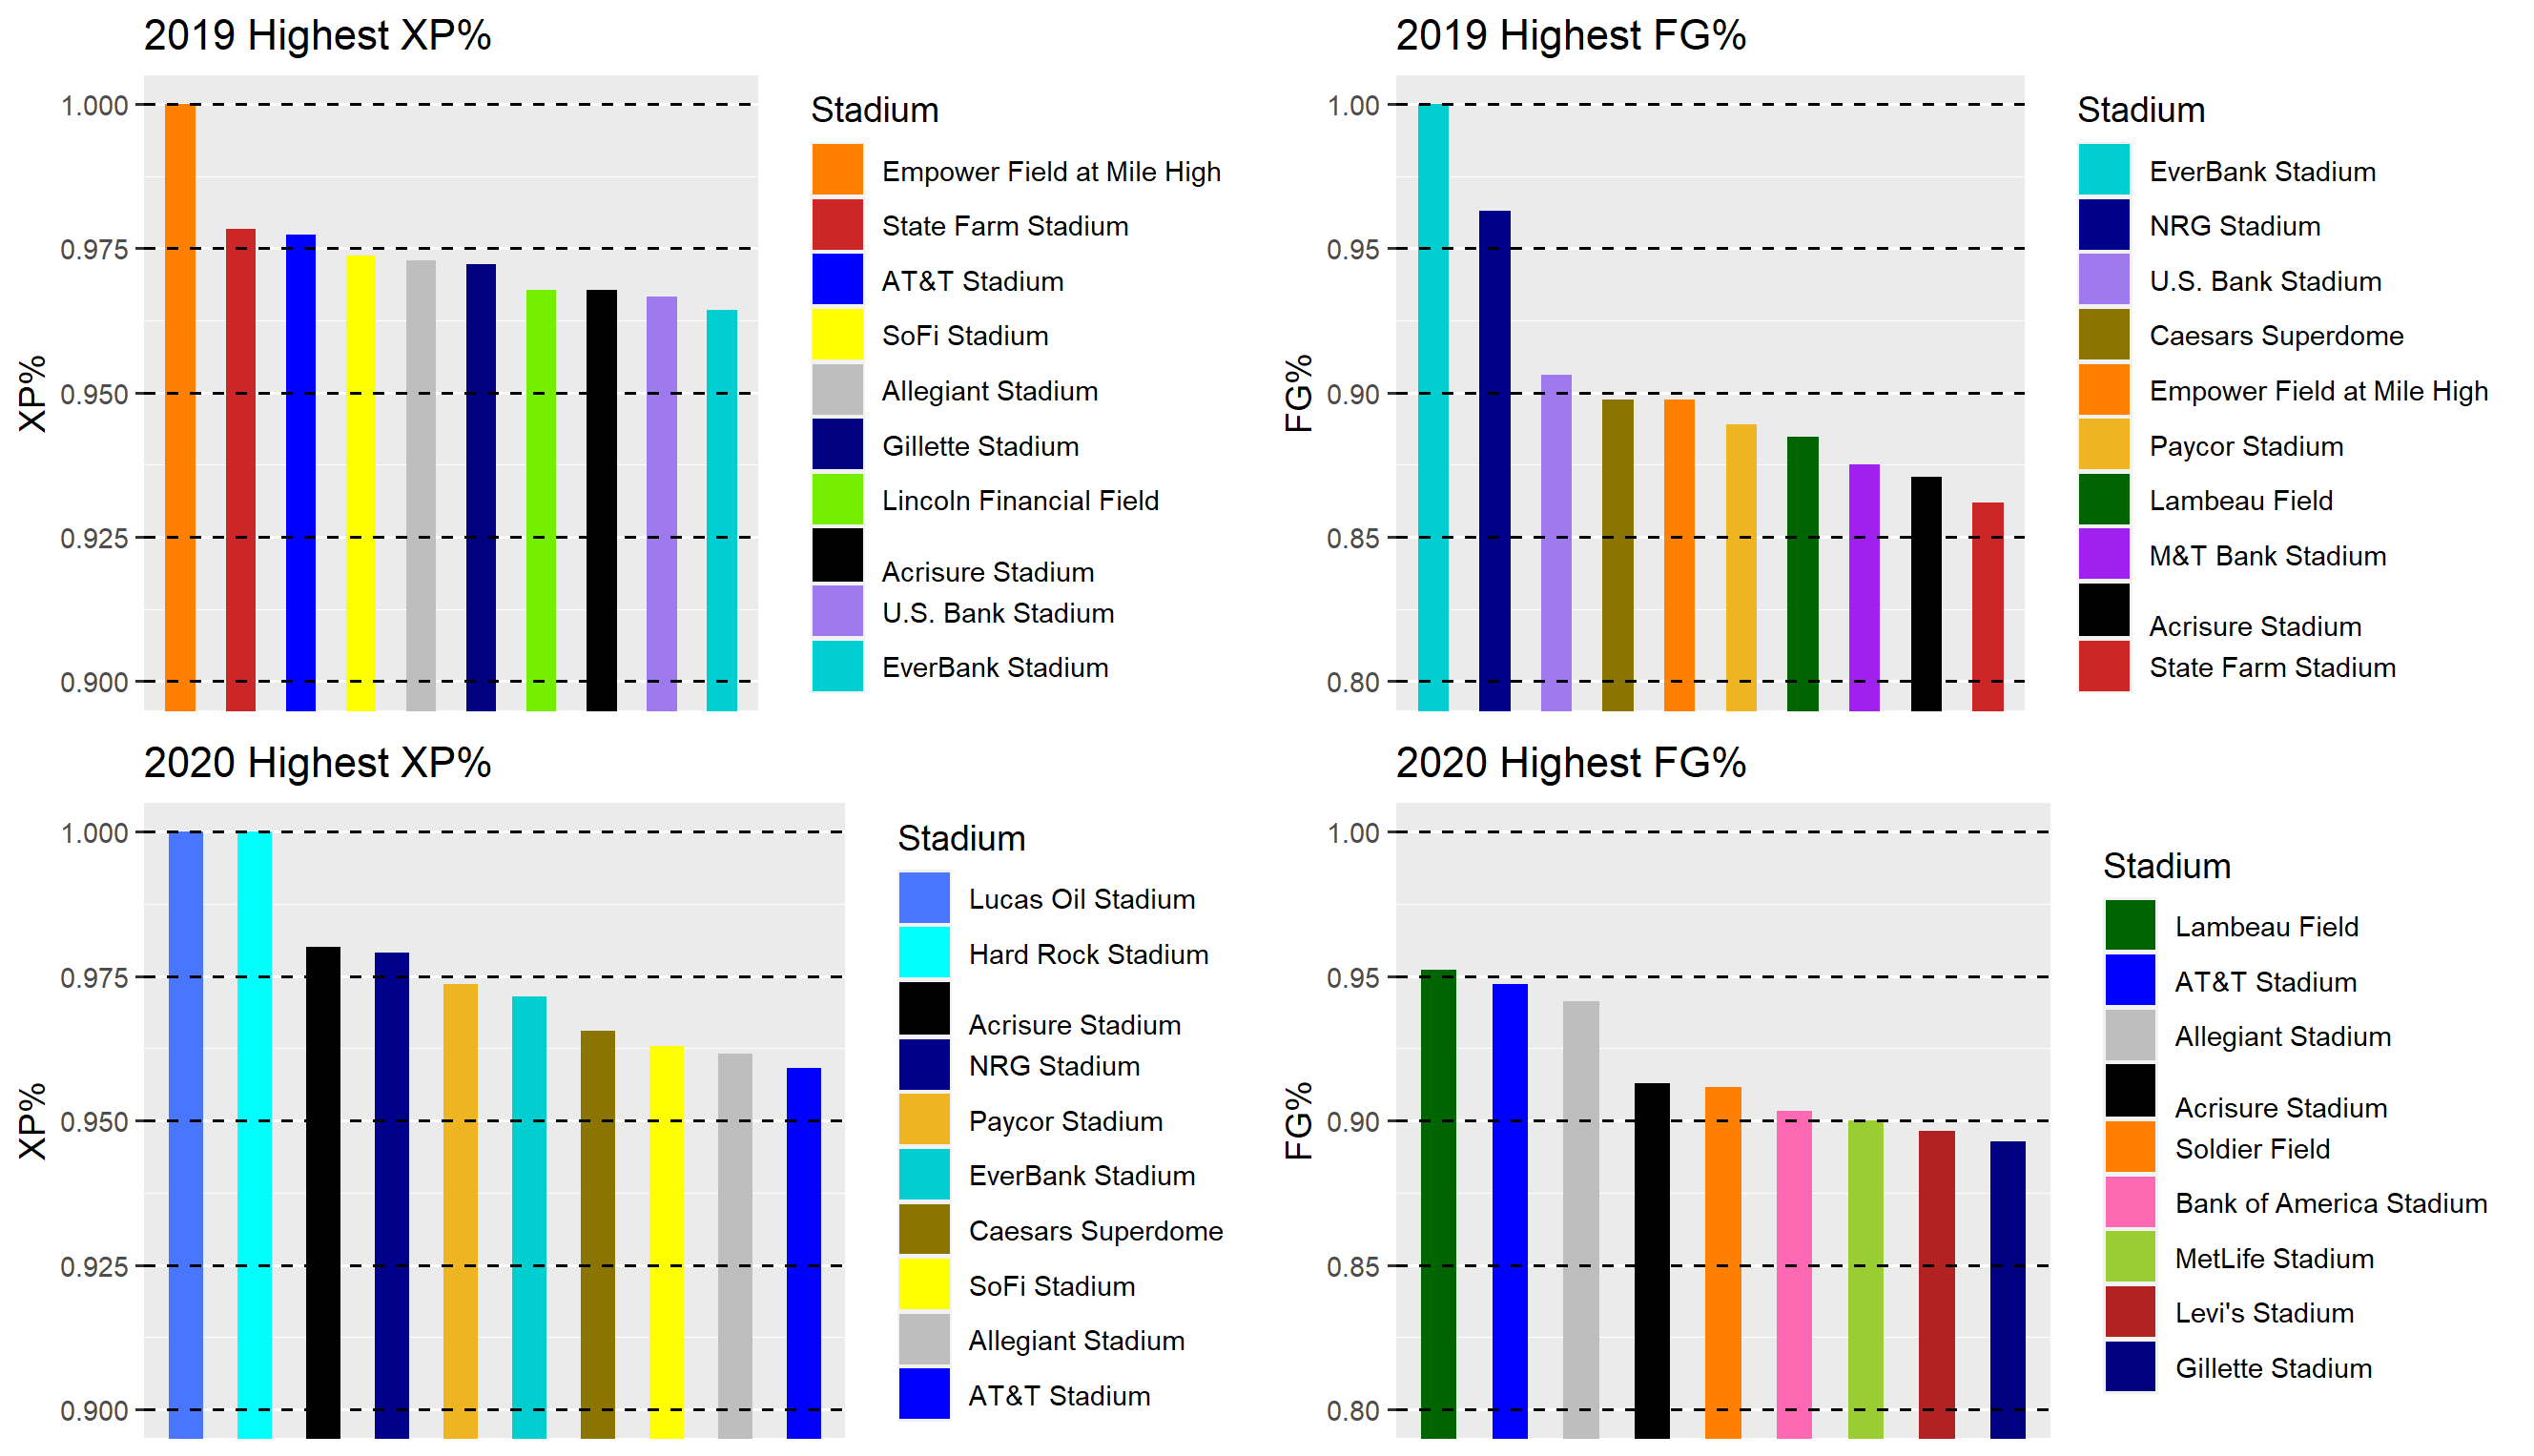 2019 Highest XP%
XP%
1.000
0.975
0.950
0.925
0.900
Stadium
Empower Field at Mile High
State Farm Stadium
AT&T Stadium
SoFi Stadium
Allegiant Stadium
Gillette Stadium
Lincoln Financial Field
Acrisure Stadium
U.S. Bank Stadium
EverBank Stadium
2019 Highest FG%
FG%
1.00
0.95
0.90
0.85
0.80
Stadium
EverBank Stadium
NRG Stadium
U.S. Bank Stadium
Caesars Superdome
Empower Field at Mile High
Paycor Stadium
Lambeau Field
M&T Bank Stadium
Acrisure Stadium
State Farm Stadium
2020 Highest XP%
XP%
1.000
0.975
0.950
0.925
0.900
Stadium
Lucas Oil Stadium
Hard Rock Stadium
Acrisure Stadium
NRG Stadium
Paycor Stadium
EverBank Stadium
Caesars Superdome
SoFi Stadium
Allegiant Stadium
AT&T Stadium
2020 Highest FG%
FG%
1.00
0.95
0.90
0.85
0.80
Stadium
Lambeau Field
AT&T Stadium
Allegiant Stadium
Acrisure Stadium
Soldier Field
Bank of America Stadium
MetLife Stadium
Levi's Stadium
Gillette Stadium